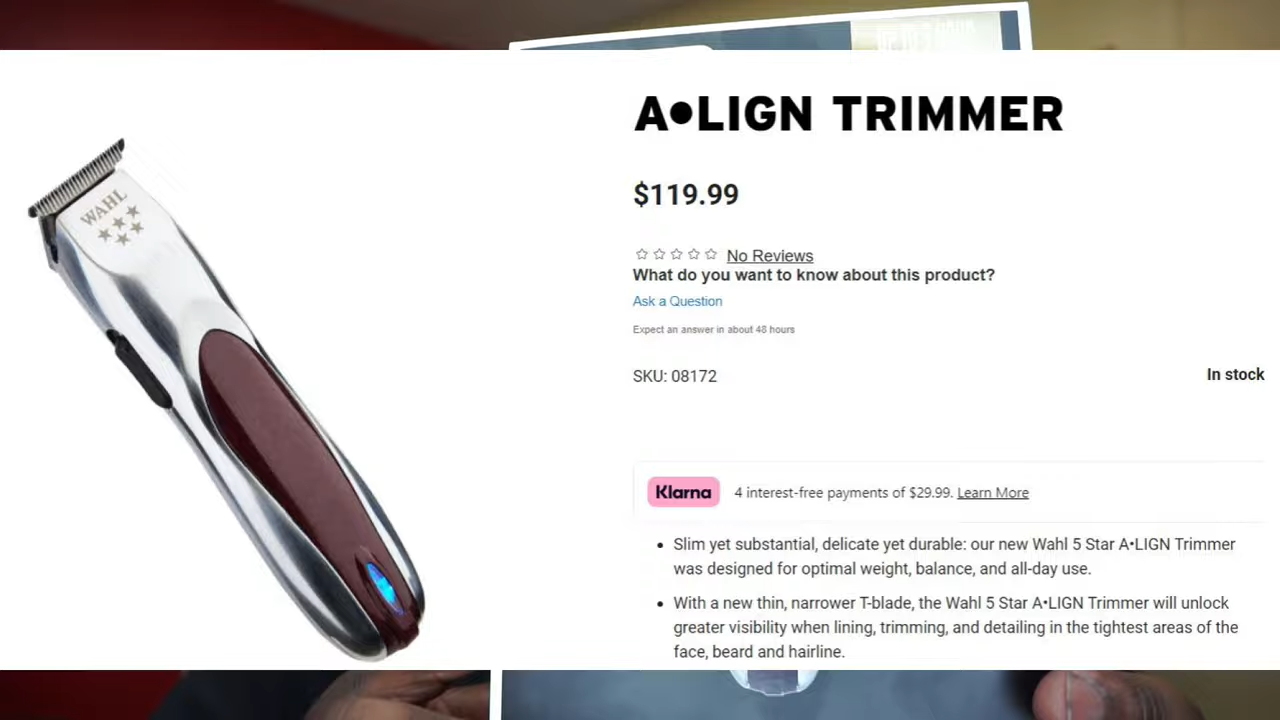 A•LIGN TRIMMER
$119.99
No Reviews
What do you want to know about this product?
Ask a Question
Expect an answer in about 48 hours
SKU: 08172
In stock
Klarna 4 interest-free payments of $29.99. Learn More
Slim yet substantial, delicate yet durable: our new Wahl 5 Star A•LIGN Trimmer
was designed for optimal weight, balance, and all-day use.
With a new thin, narrower T-blade, the Wahl 5 Star A•LIGN Trimmer will unlock
greater visibility when lining, trimming, and detailing in the tightest areas of the
face, beard and hairline.
WAHL